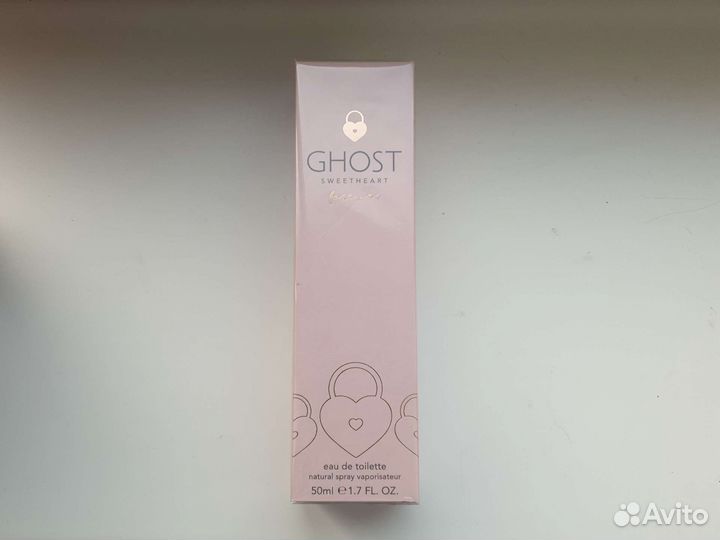 GHOST
SWEETHEART
eau de toilette
natural spray vaporisateur
50ml ℮ 1.7 FL. OZ.
Avito